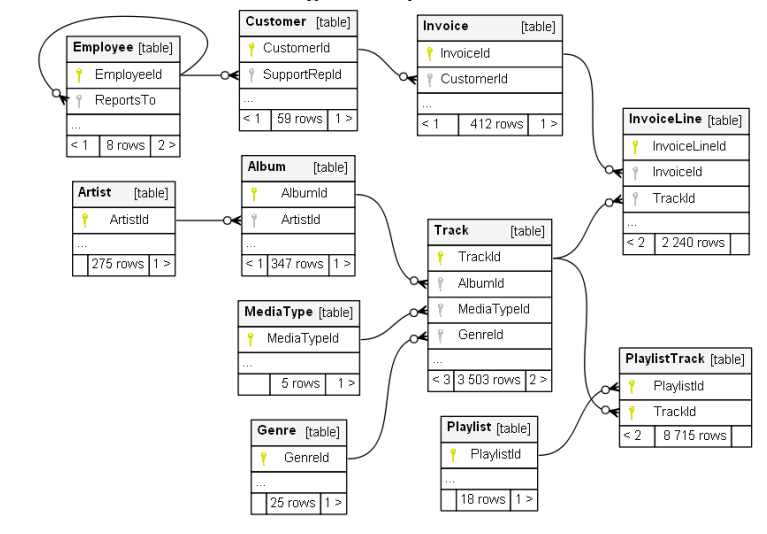 Employee [table]
EmployeeId
ReportsTo
...
< 1 8 rows 2 >
Customer [table]
CustomerId
SupportRepId
...
< 1 59 rows 1 >
Invoice [table]
InvoiceId
CustomerId
...
< 1 412 rows 1 >
InvoiceLine [table]
InvoiceLineId
InvoiceId
TrackId
...
< 2 2 240 rows
Artist [table]
ArtistId
...
275 rows 1 >
Album [table]
AlbumId
ArtistId
...
< 1 347 rows 1 >
Track [table]
TrackId
AlbumId
MediaTypeId
GenreId
...
< 3 3 503 rows 2 >
MediaType [table]
MediaTypeId
...
5 rows 1 >
PlaylistTrack [table]
PlaylistId
TrackId
< 2 8 715 rows
Genre [table]
GenreId
...
25 rows 1 >
Playlist [table]
PlaylistId
...
18 rows 1 >